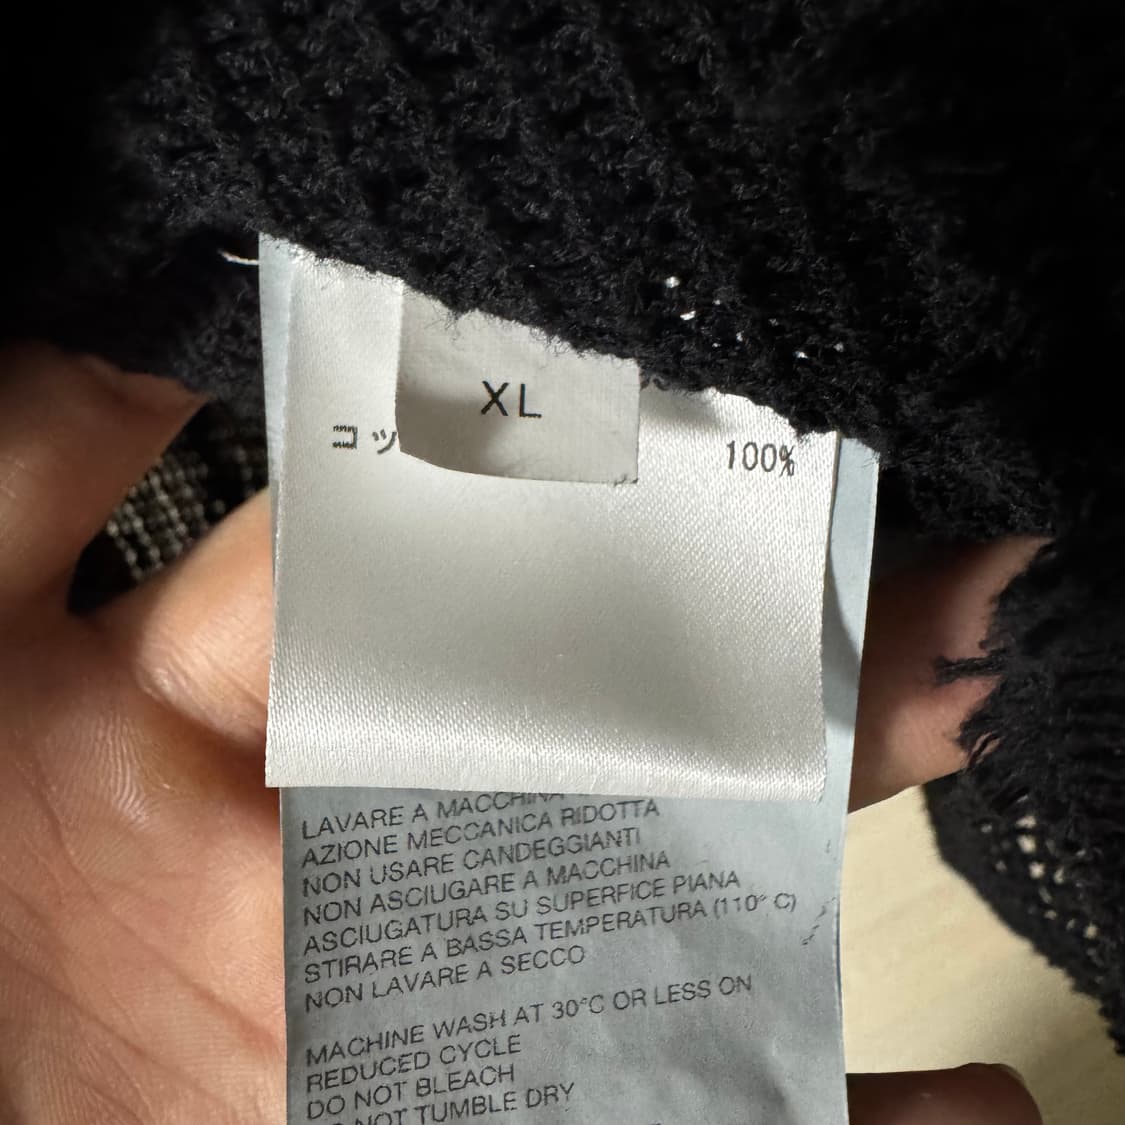 XL
コッ 100%
LAVARE A MACCHINA
AZIONE MECCANICA RIDOTTA
NON USARE CANDEGGIANTI
NON ASCIUGARE A MACCHINA
ASCIUGATURA SU SUPERFICE PIANA
STIRARE A BASSA TEMPERATURA (110° C)
NON LAVARE A SECCO
MACHINE WASH AT 30°C OR LESS ON
REDUCED CYCLE
DO NOT BLEACH
NOT TUMBLE DRY